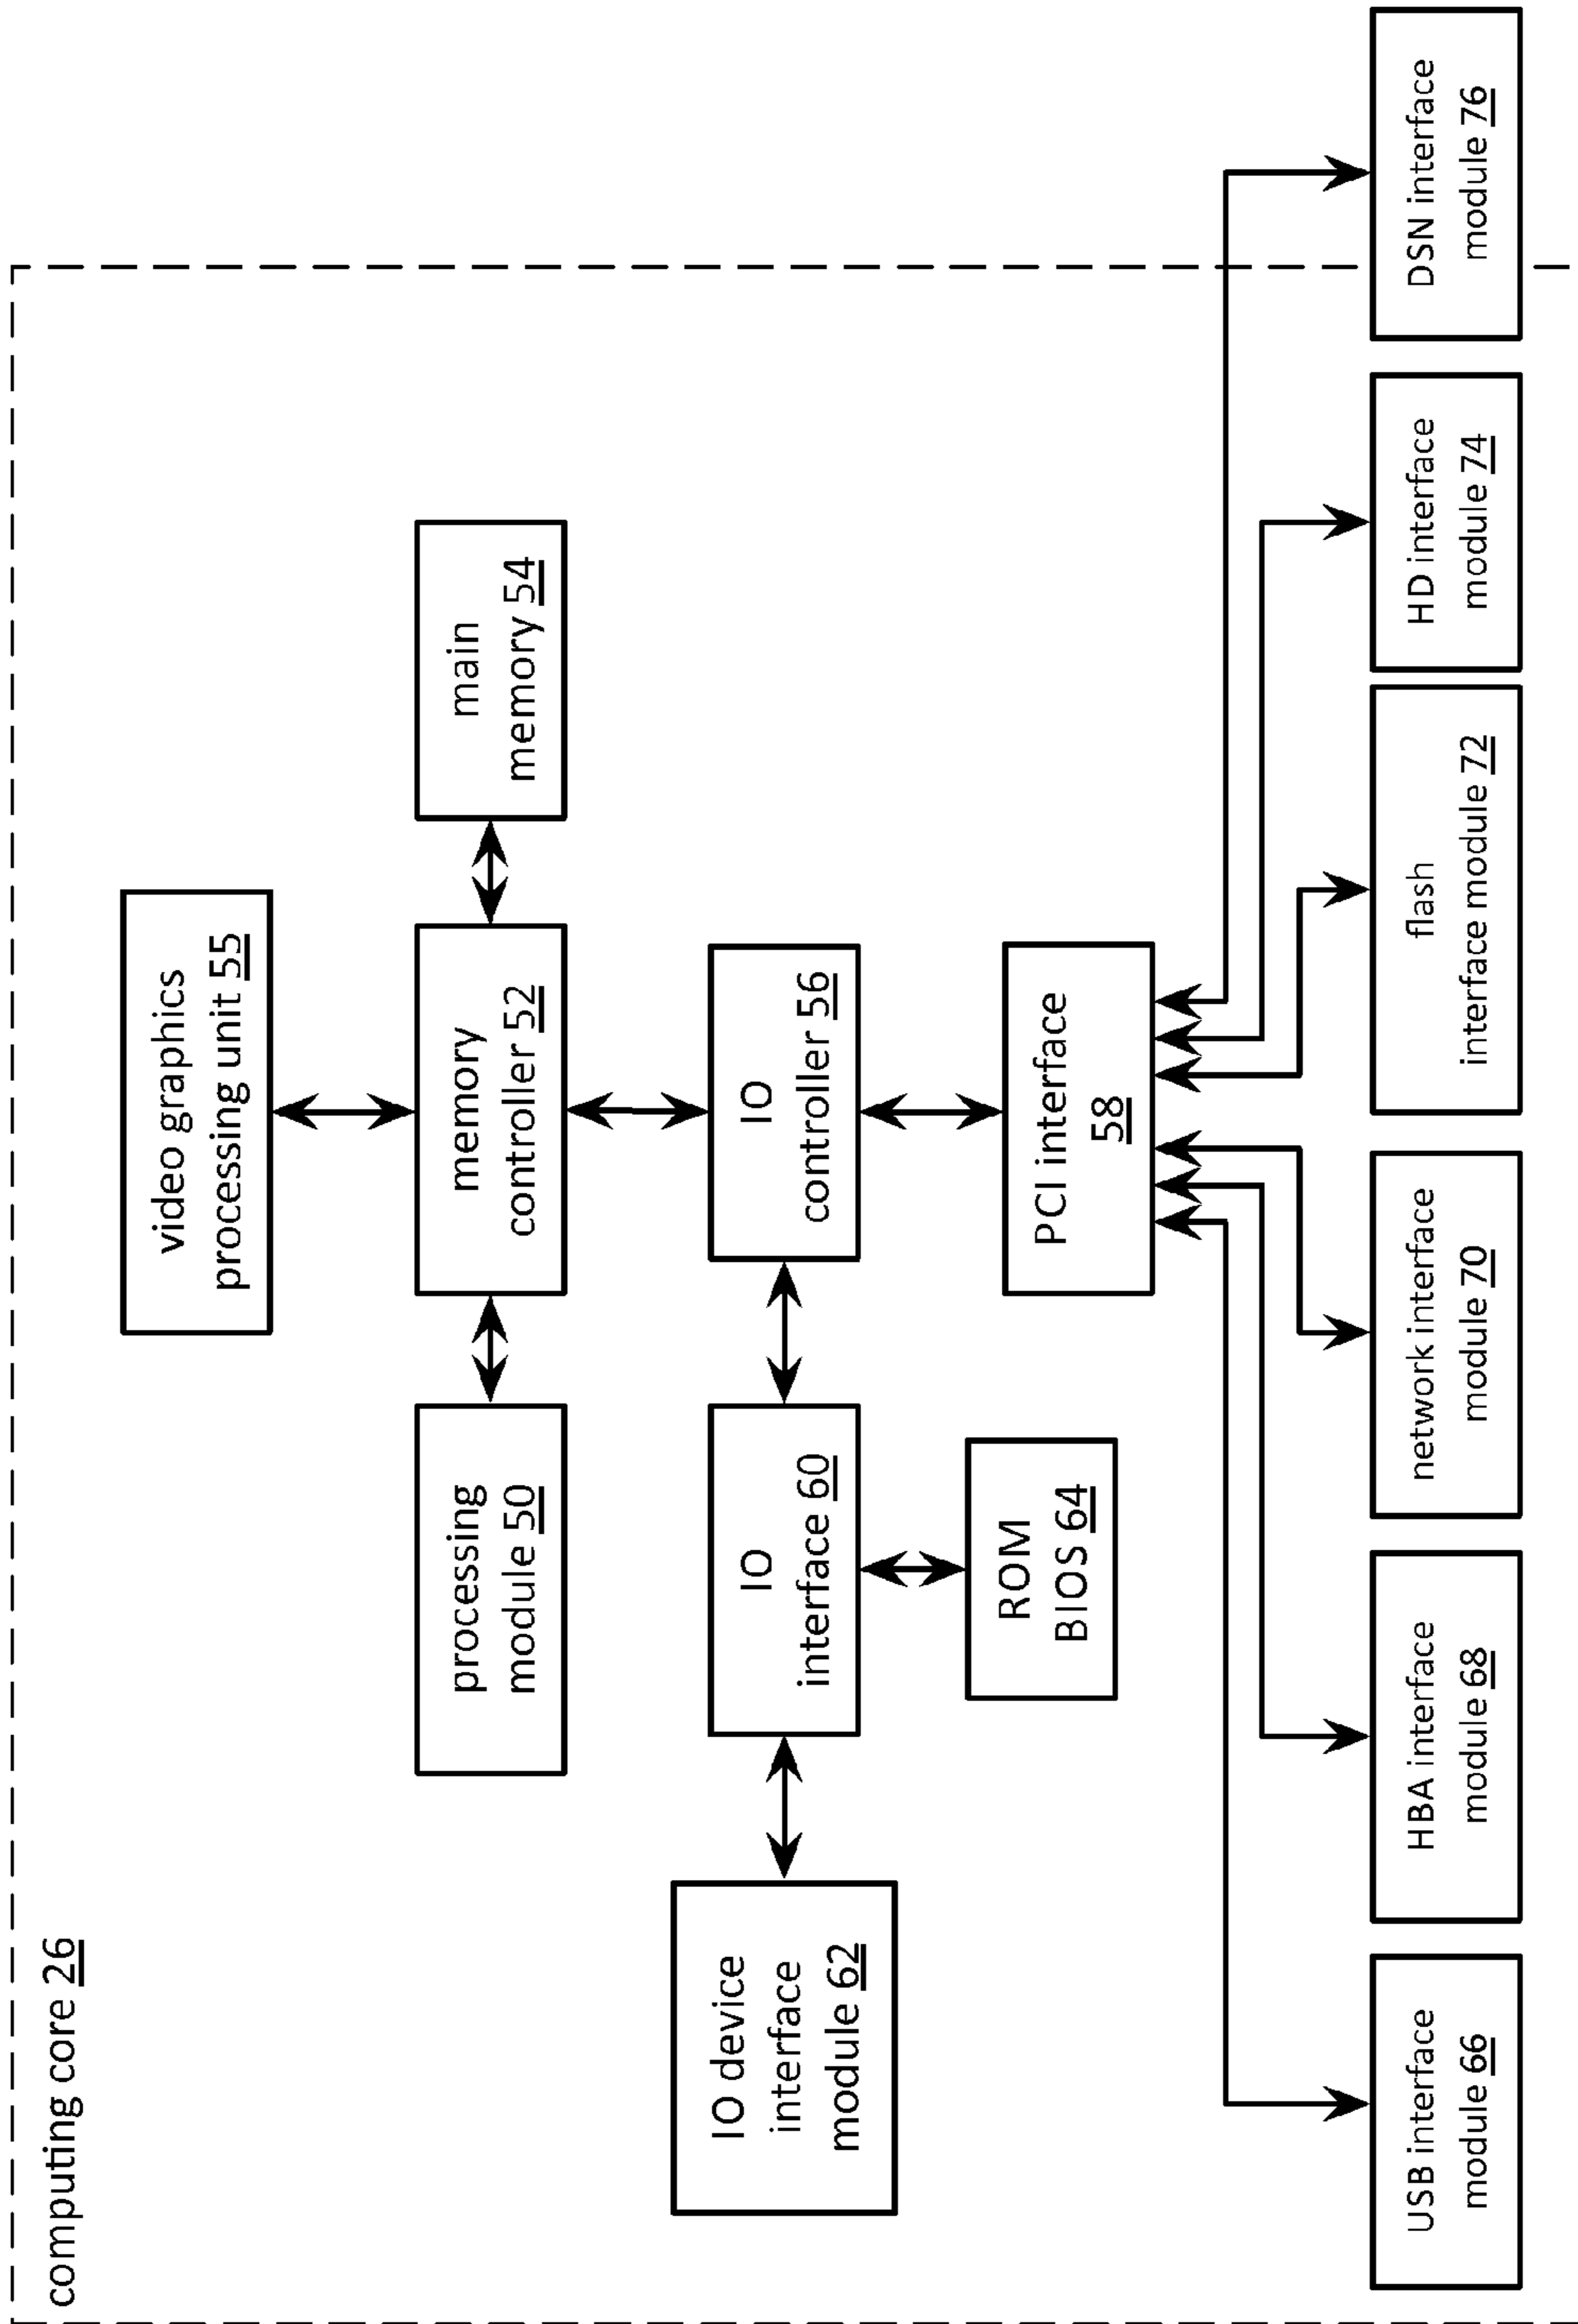 computing core 26
video graphics
processing unit 55
processing
module 50
memory
controller 52
main
memory 54
IO device
interface
module 62
IO
interface 60
IO
controller 56
ROM
BIOS 64
PCI interface
58
USB interface
module 66
HBA interface
module 68
network interface
module 70
flash
interface module 72
HD interface
module 74
DSN interface
module 76